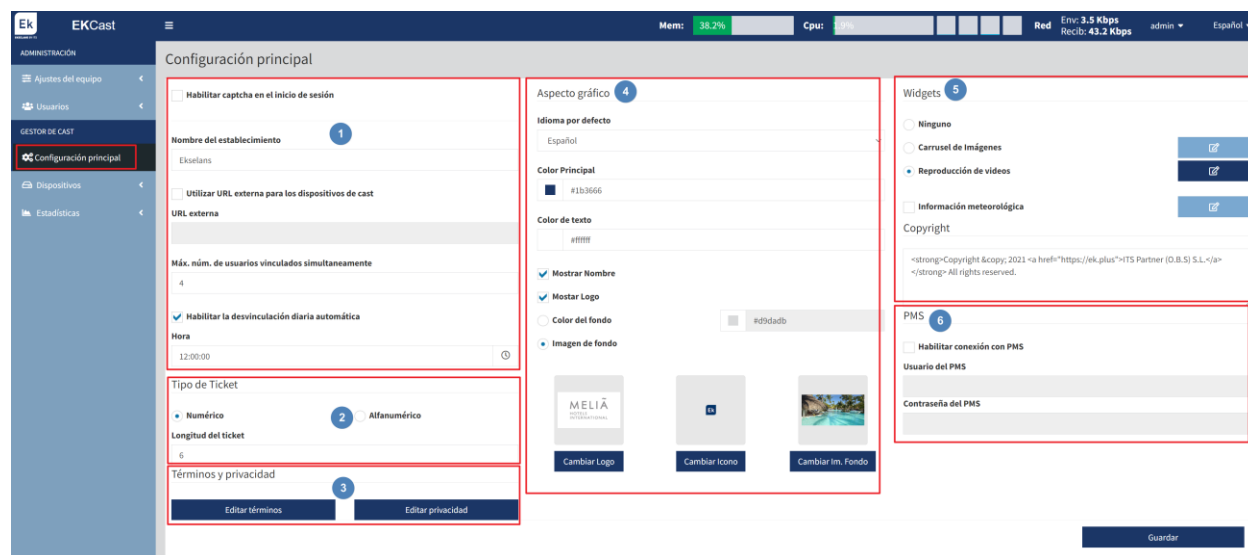 Ek
EKCast
Mem: 38.2%
Cpu:
Red
Env: 3.5 Kbps
Recib: 43.2 Kbps
admin
Español
ADMINISTRACIÓN
Ajustes del equipo
Usuarios
GESTOR DE CAST
Configuración principal
Dispositivos
Estadísticas
Configuración principal
Habilitar captcha en el inicio de sesión
1
Nombre del establecimiento
Ekselans
Utilizar URL externa para los dispositivos de cast
URL externa
Máx. núm. de usuarios vinculados simultaneamente
4
Habilitar la desvinculación diaria automática
Hora
12:00:00
Tipo de Ticket
Numérico
2
Alfanumérico
Longitud del ticket
6
Términos y privacidad
3
Editar términos
Editar privacidad
Aspecto gráfico
4
Idioma por defecto
Español
Color Principal
#1b3666
Color de texto
#ffffff
Mostrar Nombre
Mostar Logo
Color del fondo
#d9dadb
Imagen de fondo
MELIÃ
HOTELS
INTERNATIONAL
Ek
Cambiar Logo
Cambiar Icono
Cambiar Im. Fondo
Widgets
5
Ninguno
Carrusel de Imágenes
Reproducción de videos
Información meteorológica
Copyright
<strong>Copyright &copy; 2021 <a href="https://ek.plus">ITS Partner (O.B.S) S.L.</a>
</strong> All rights reserved.
PMS
6
Habilitar conexión con PMS
Usuario del PMS
Contraseña del PMS
Guardar